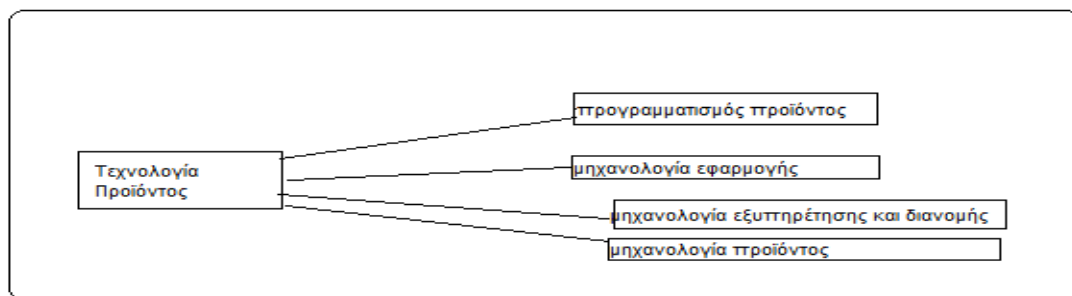 προγραμματισμός προϊόντος
Τεχνολογία
Προϊόντος
μηχανολογία εφαρμογής
μηχανολογία εξυπηρέτησης και διανομής
μηχανολογία προϊόντος